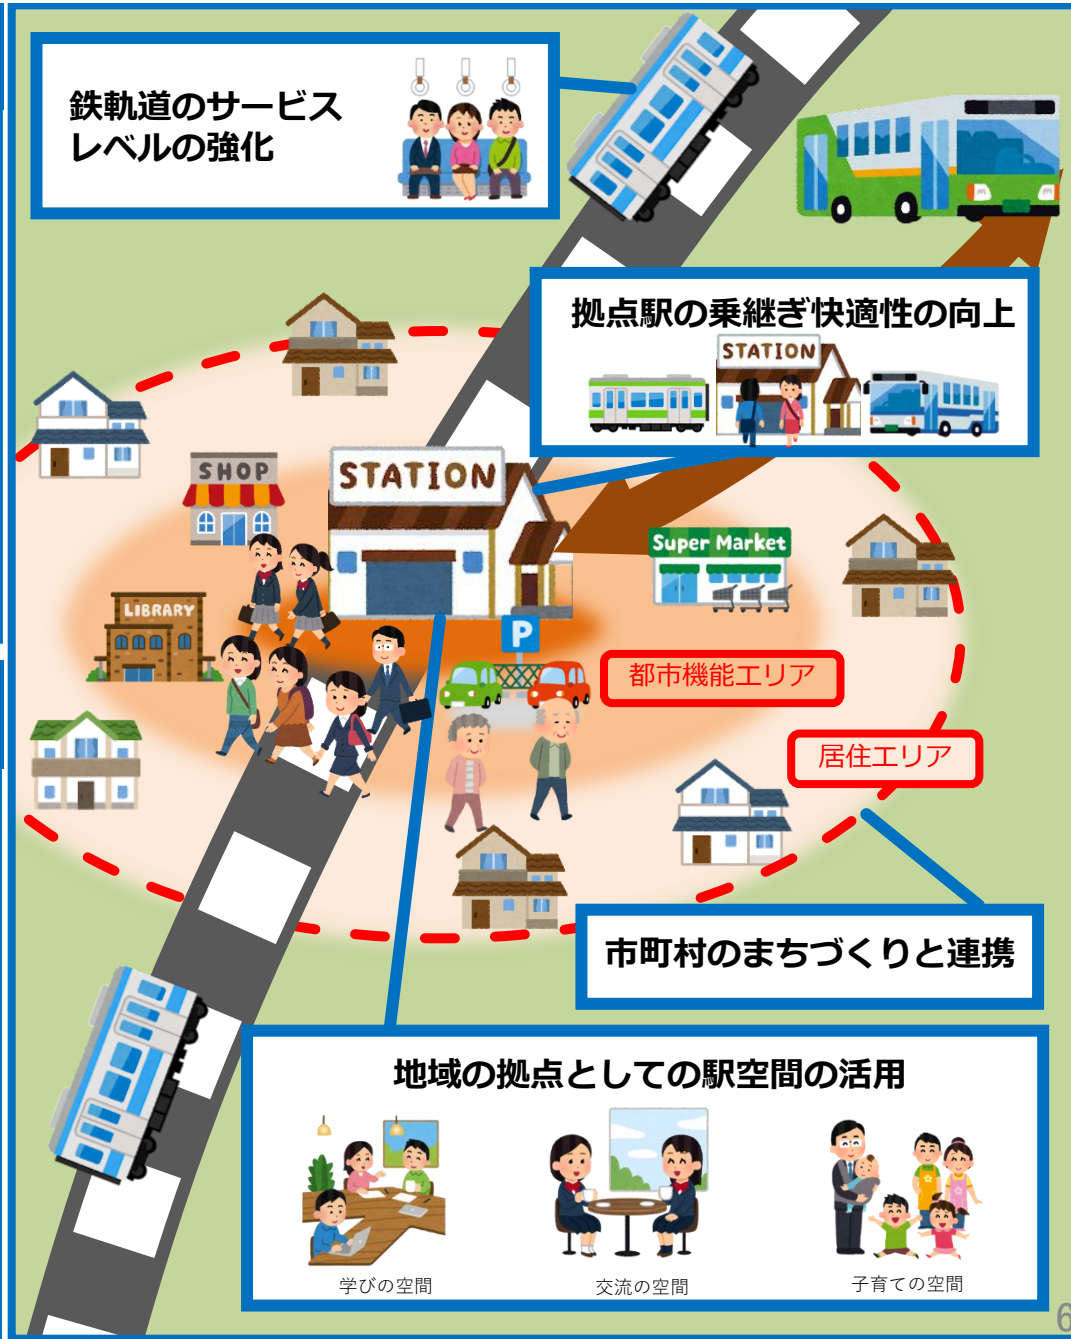 鉄軌道のサービス
レベルの強化
拠点駅の乗継ぎ快適性の向上
STATION
STATION
SHOP
Super Market
LIBRARY
P
都市機能エリア
居住エリア
市町村のまちづくりと連携
地域の拠点としての駅空間の活用
学びの空間
交流の空間
子育ての空間
6